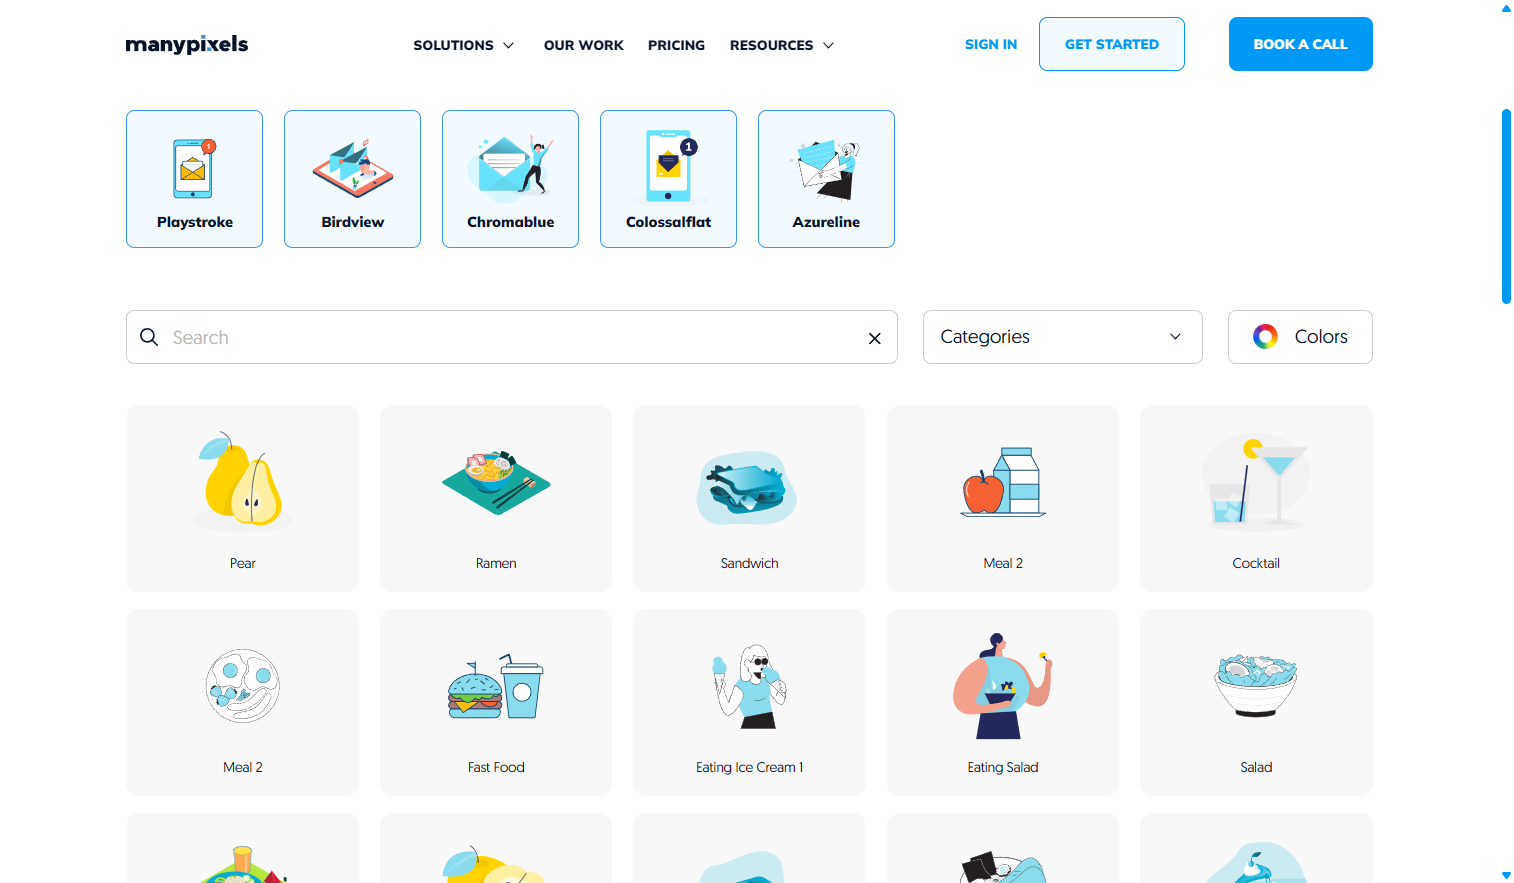 manypixels
SOLUTIONS
OUR WORK
PRICING
RESOURCES
SIGN IN
GET STARTED
BOOK A CALL
1
1
Playstroke
Birdview
Chromablue
Colossalflat
Azureline
Search
Categories
Colors
Pear
Ramen
Sandwich
Meal 2
Cocktail
Meal 2
Fast Food
Eating Ice Cream 1
Eating Salad
Salad